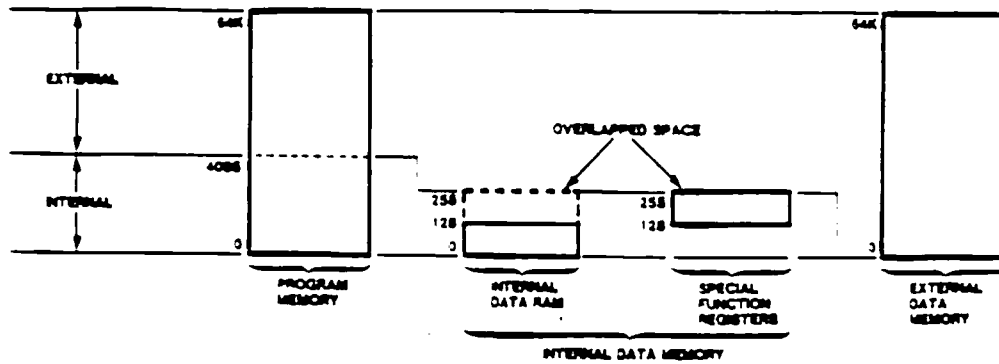 64K
64K
EXTERNAL
OVERLAPPED SPACE
4095
INTERNAL
255
255
128
128
0
0
0
PROGRAM
MEMORY
INTERNAL
DATA RAM
SPECIAL
FUNCTION
REGISTERS
EXTERNAL
DATA
MEMORY
INTERNAL DATA MEMORY